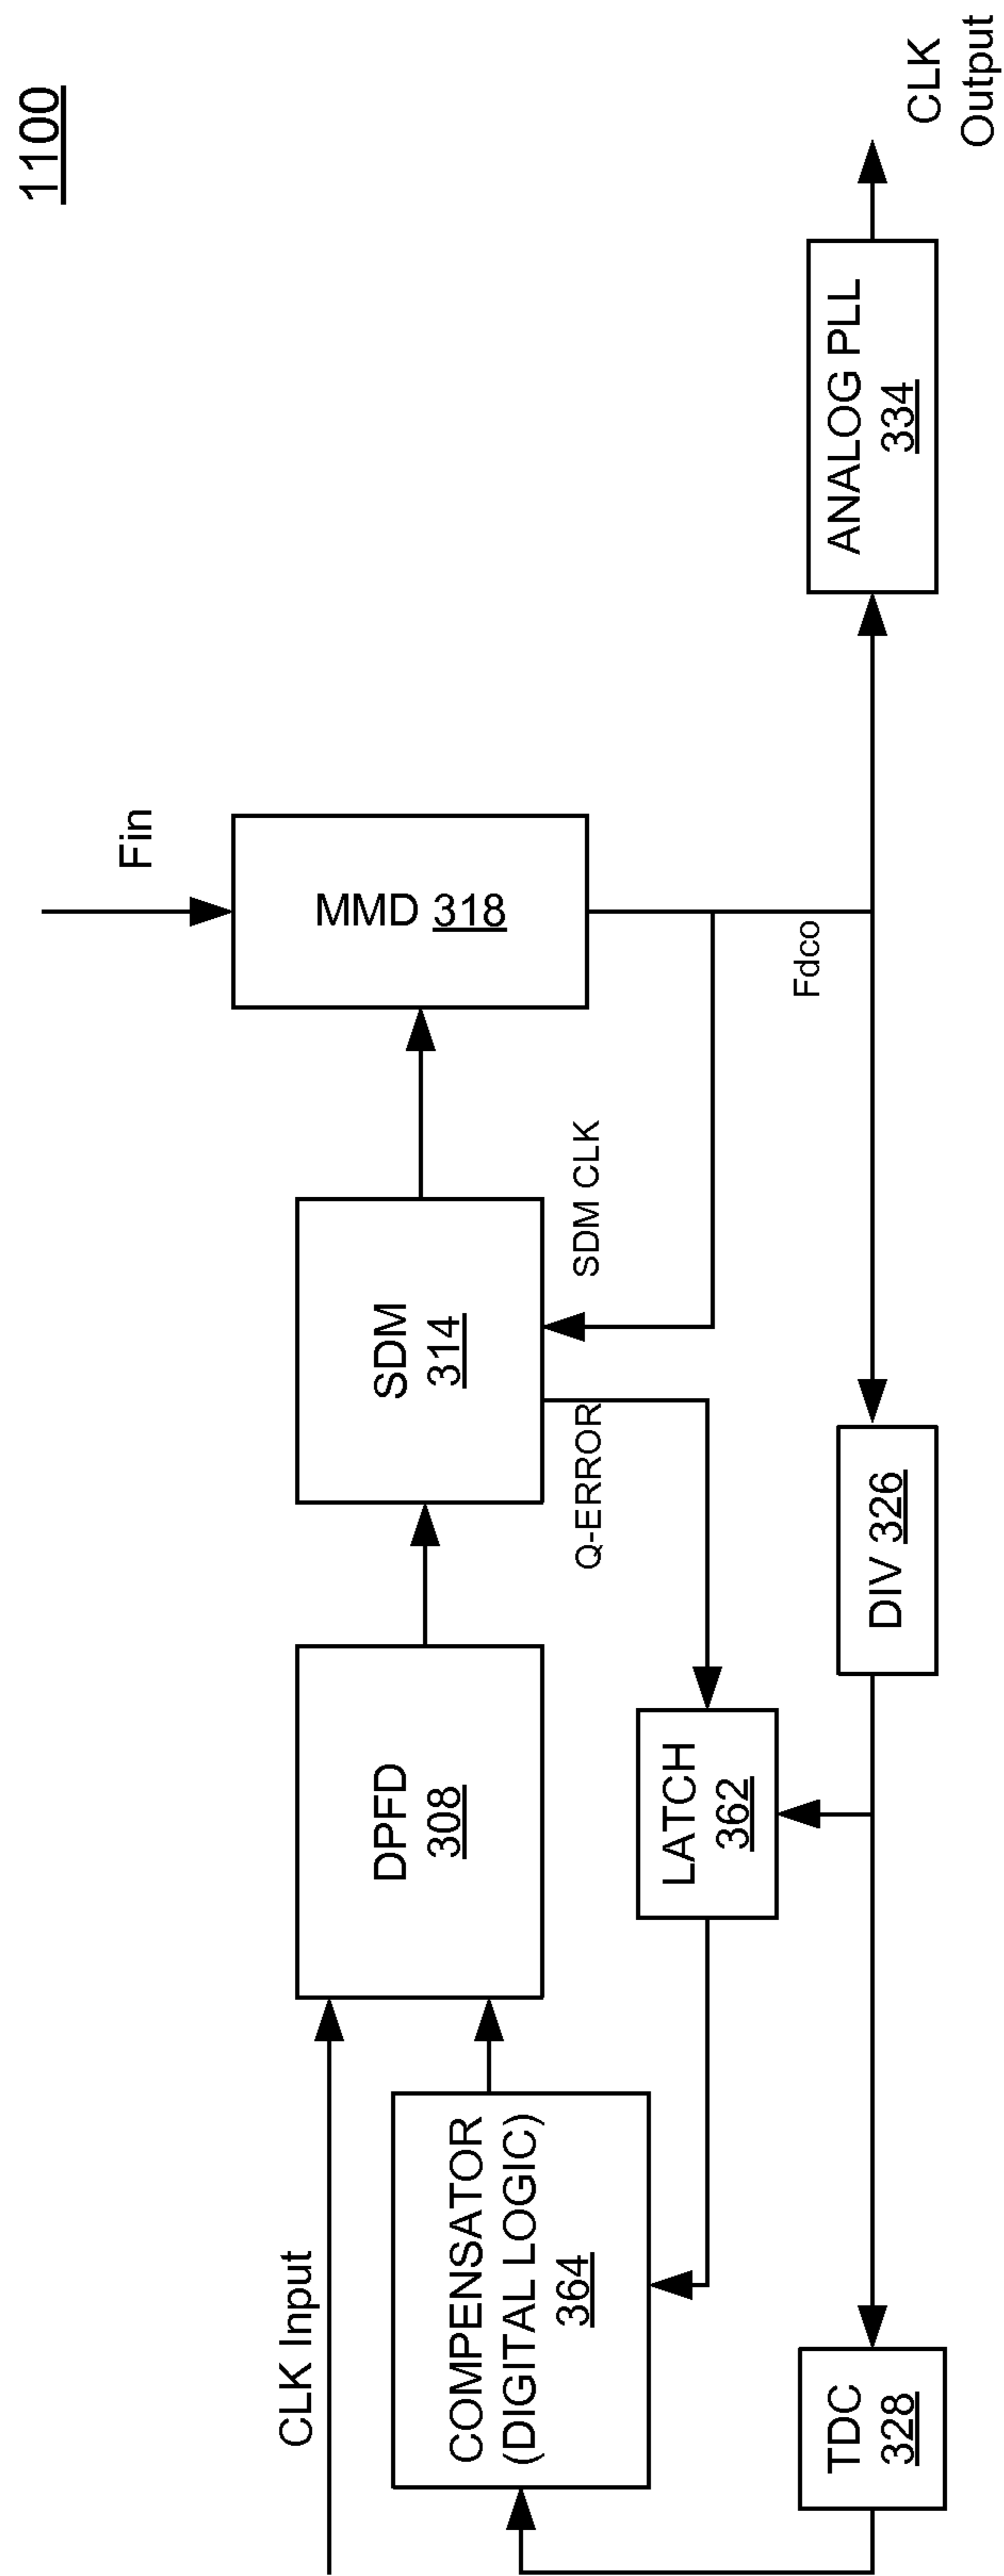 1100
CLK Input
COMPENSATOR
(DIGITAL LOGIC)
364
DPFD
308
SDM
314
MMD 318
Fin
Q-ERROR
SDM CLK
LATCH
362
Fdco
TDC
328
DIV 326
ANALOG PLL
334
CLK
Output